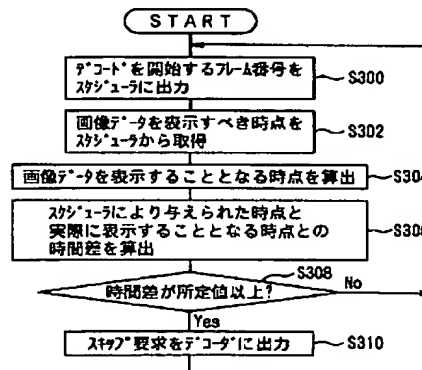 START
デコードを開始するフレーム番号を
スケジューラに出力
S300
画像データを表示すべき時点を
スケジューラから取得
S302
画像データを表示することとなる時点を算出
S304
スケジューラにより与えられた時点と
実際に表示することとなる時点との
時間差を算出
S308
時間差が所定値以上?
No
Yes
スキップ要求をデコーダに出力
S310